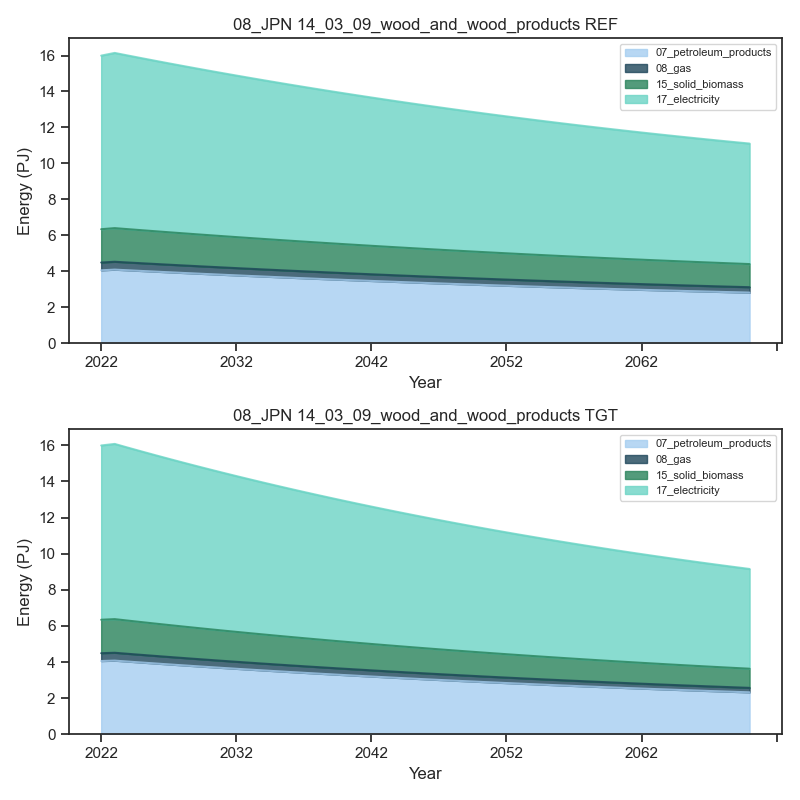 08_JPN 14_03_09_wood_and_wood_products REF
16
14
12
10
8
6
4
2
0
Energy (PJ)
07_petroleum_products
08_gas
15_solid_biomass
17_electricity
2022 2032 2042 2052 2062
Year
08_JPN 14_03_09_wood_and_wood_products TGT
16
14
12
10
8
6
4
2
0
Energy (PJ)
07_petroleum_products
08_gas
15_solid_biomass
17_electricity
2022 2032 2042 2052 2062
Year